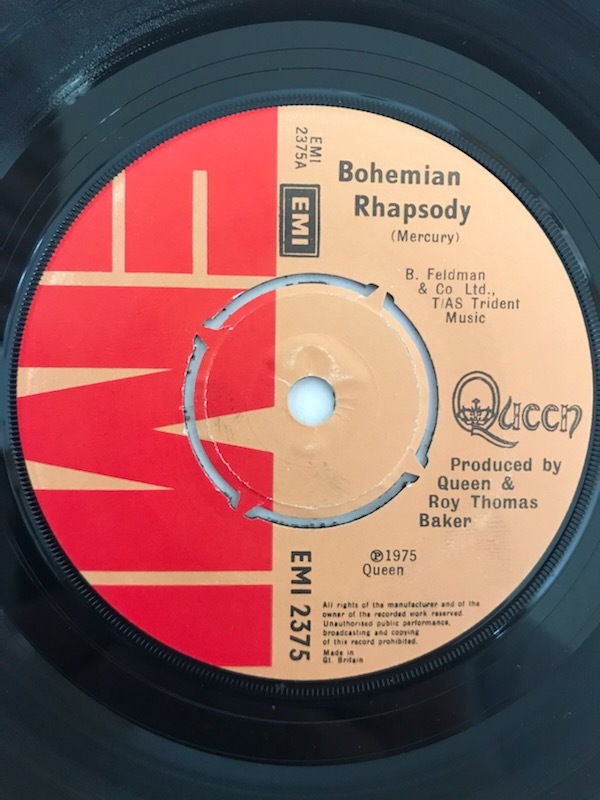 EMI
2375A
EMI
Bohemian
Rhapsody
(Mercury)
B. Feldman
& Co Ltd.,
T/AS Trident
Music
Queen
Produced by
Queen &
Roy Thomas
Baker
℗1975
Queen
EMI 2375
All rights of the manufacturer and of the
owner of the recorded work reserved.
Unauthorised public performance,
broadcasting and copying
of this record prohibited.
Made in
Gt. Britain
EMI